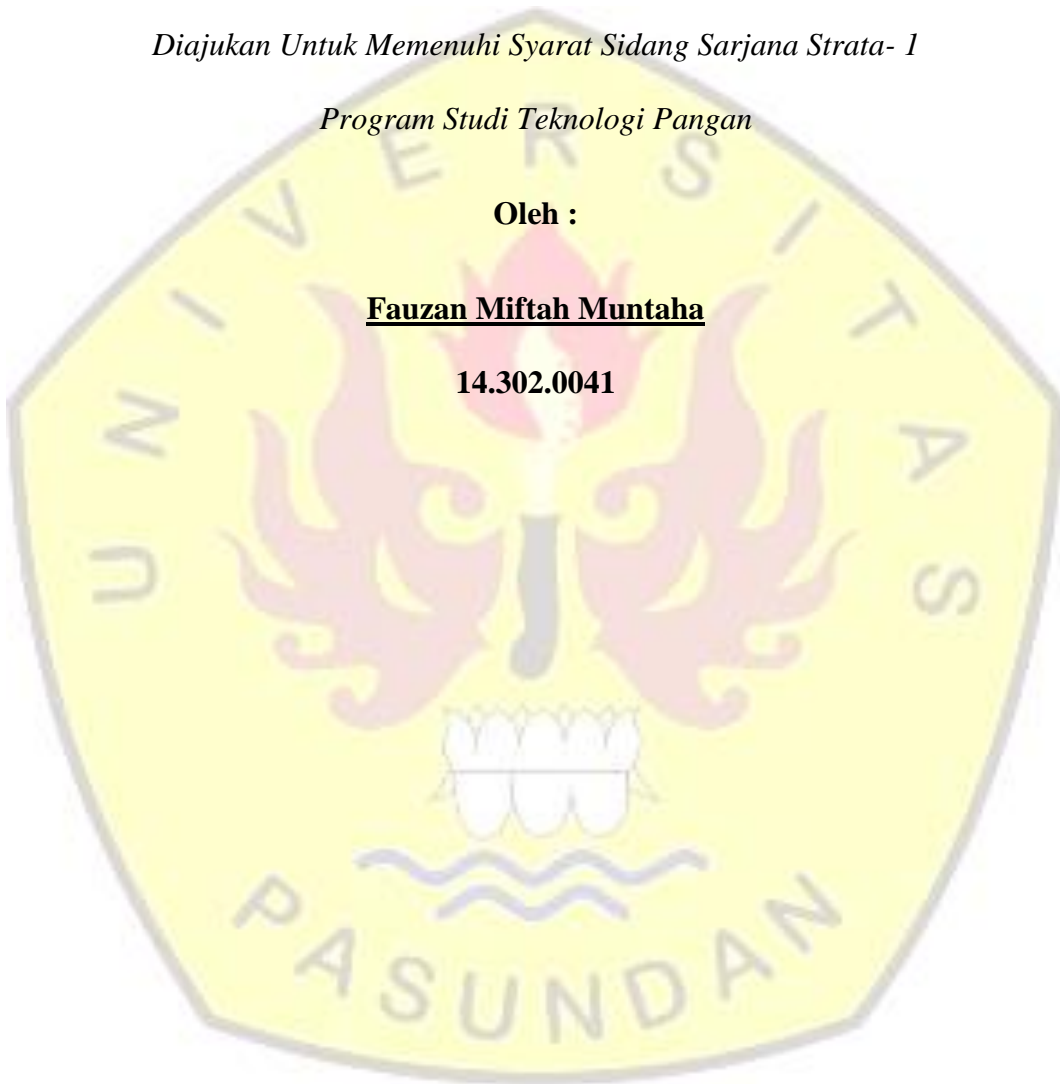 Diajukan Untuk Memenuhi Syarat Sidang Sarjana Strata- 1
Program Studi Teknologi Pangan
Oleh :
Fauzan Miftah Muntaha
14.302.0041
UNIVERSITAS
PASUNDAN